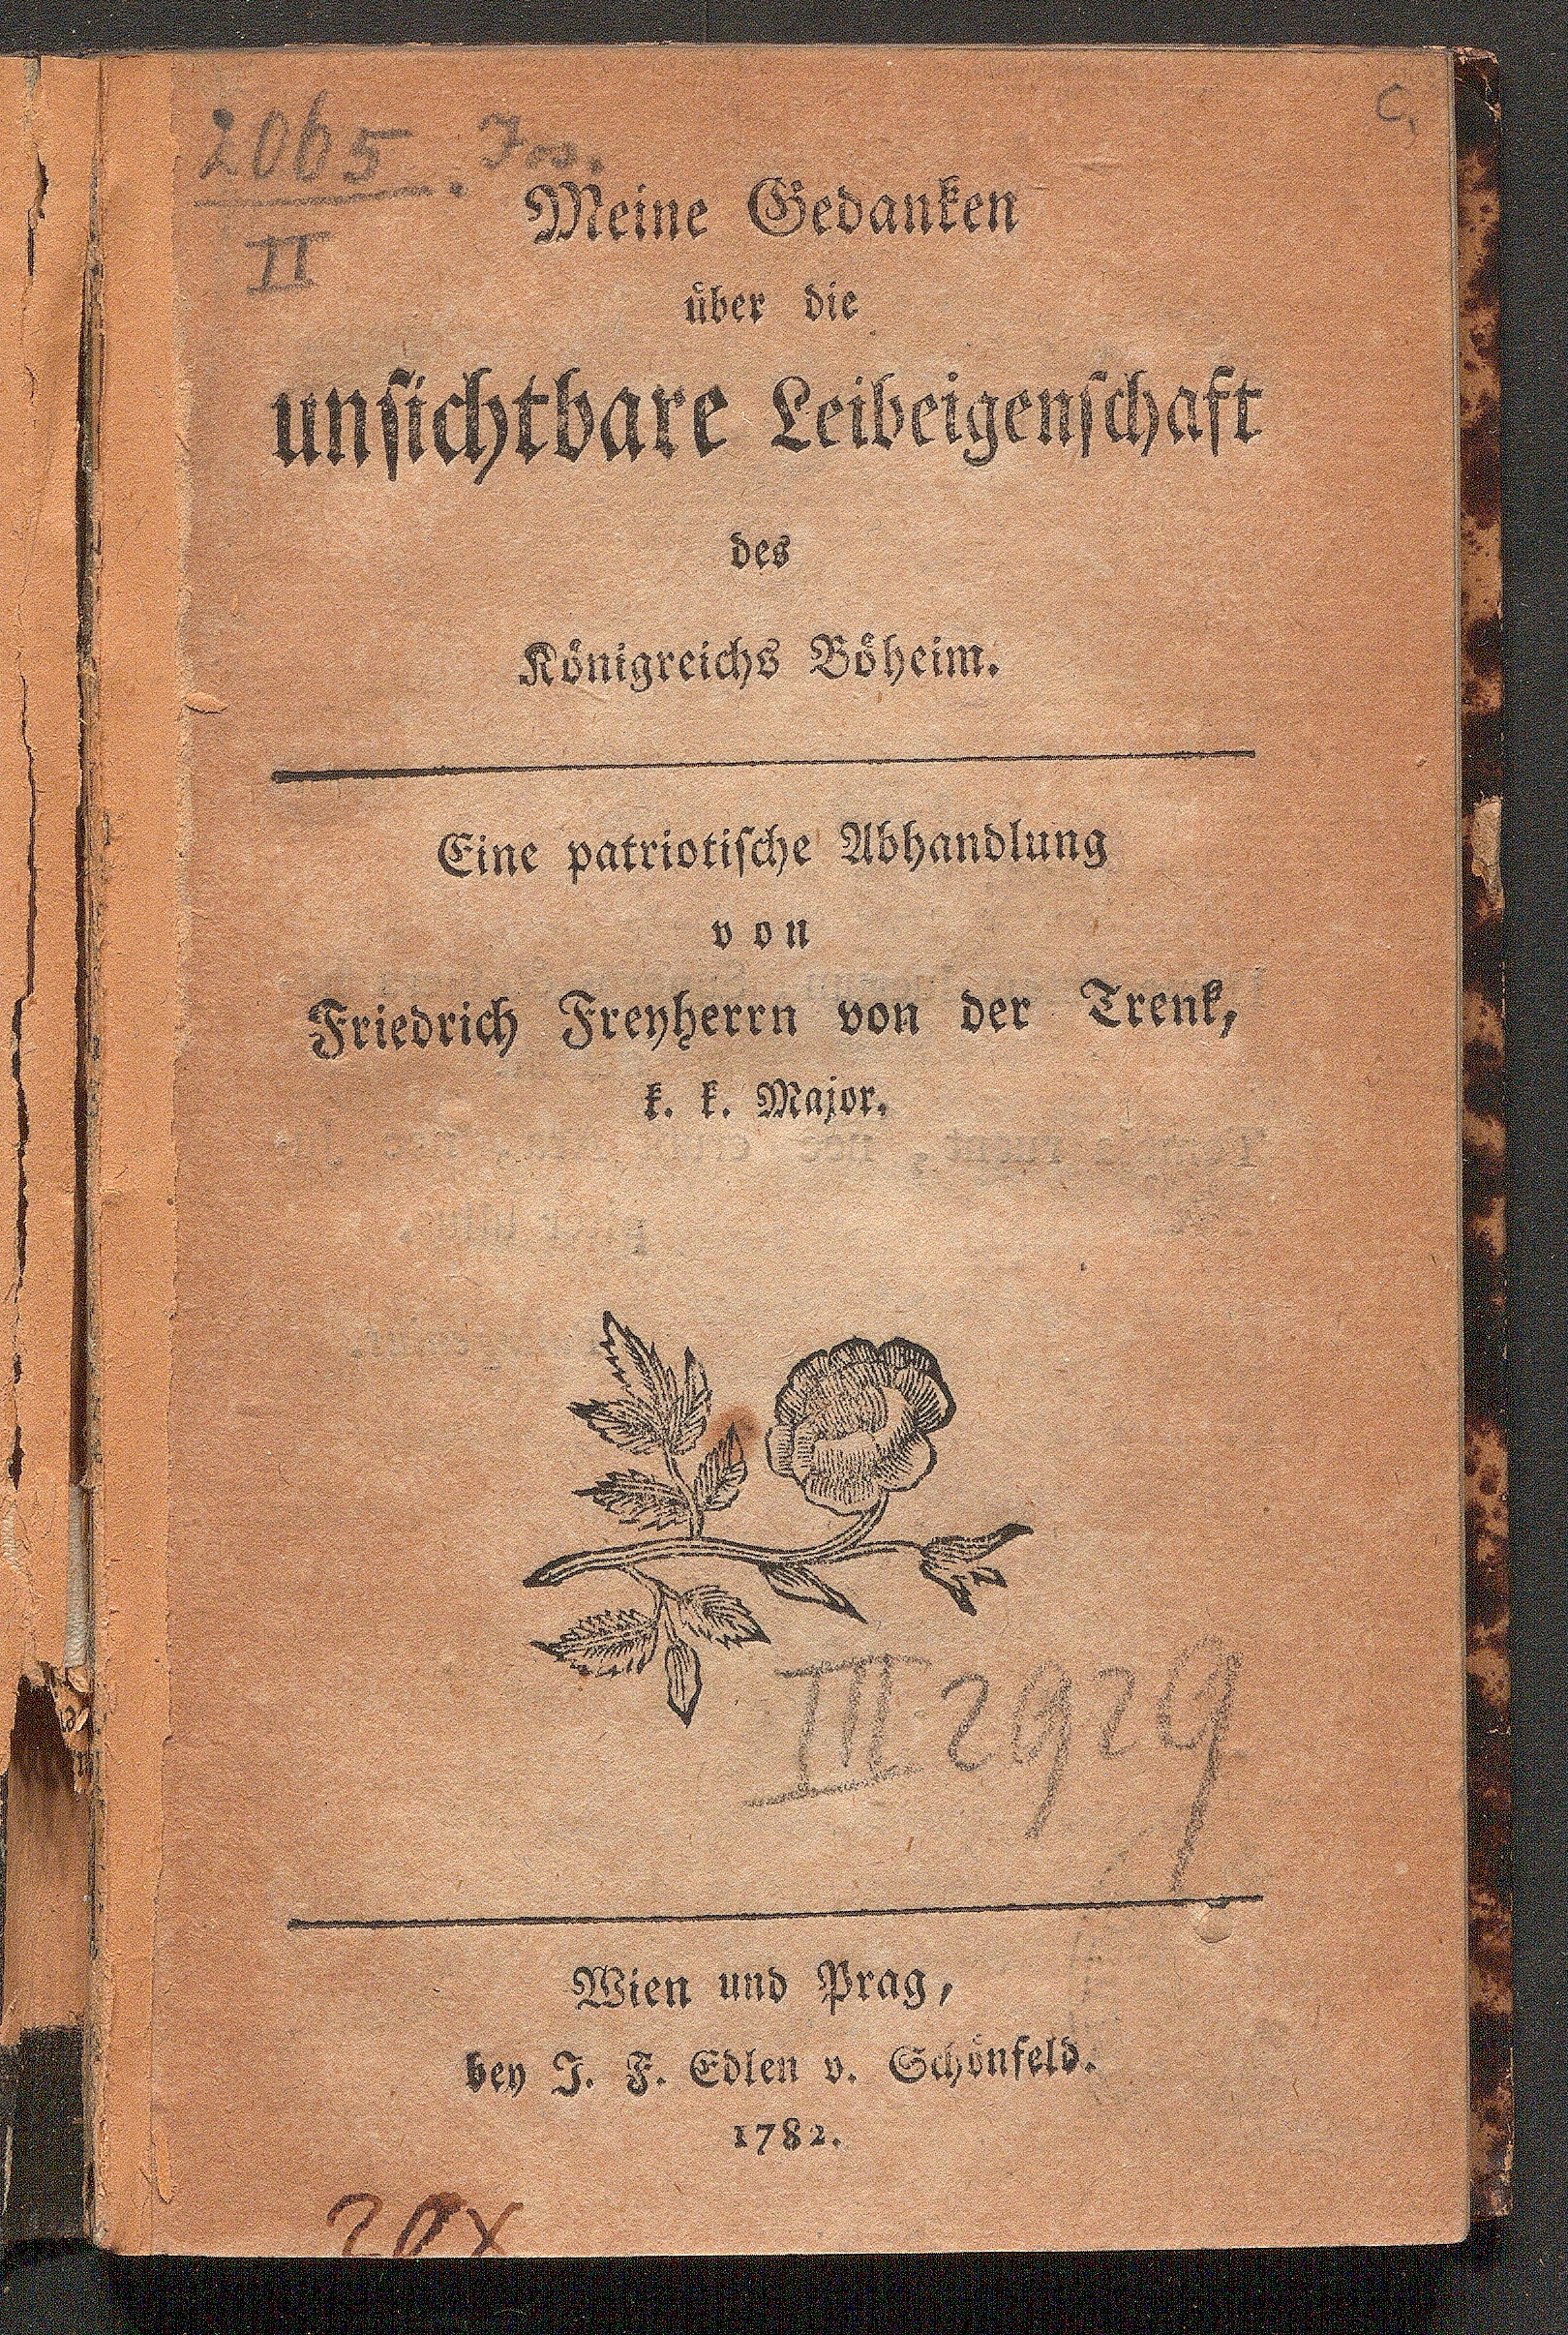 2065. Jos.
II
C,
Meine Gedanken
über die
unsichtbare Leibeigenschaft
des
Königreichs Böheim.
Eine patriotische Abhandlung
von
Friedrich Freyherrn von der Trenk,
k. k. Major.
III 2929
Wien und Prag,
bey J. F. Edlen v. Schönfeld.
1782.